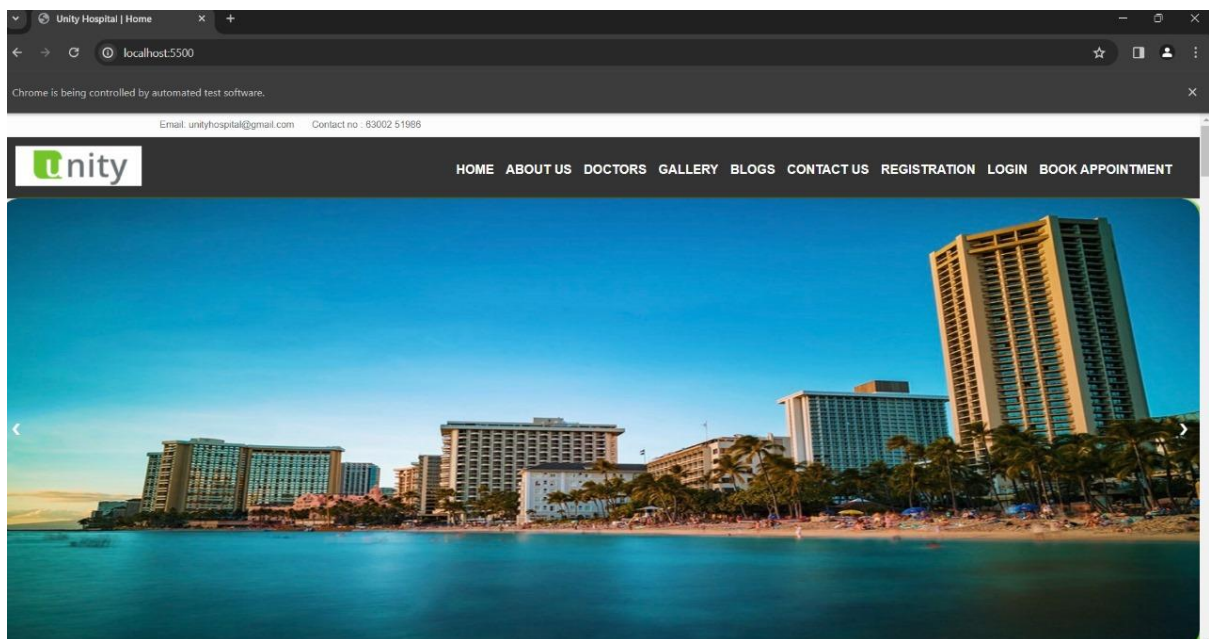 Unity Hospital | Home
localhost:5500
Chrome is being controlled by automated test software.
Email: unityhospital@gmail.com Contact no : 63002 51986
unity
HOME ABOUT US DOCTORS GALLERY BLOGS CONTACT US REGISTRATION LOGIN BOOK APPOINTMENT